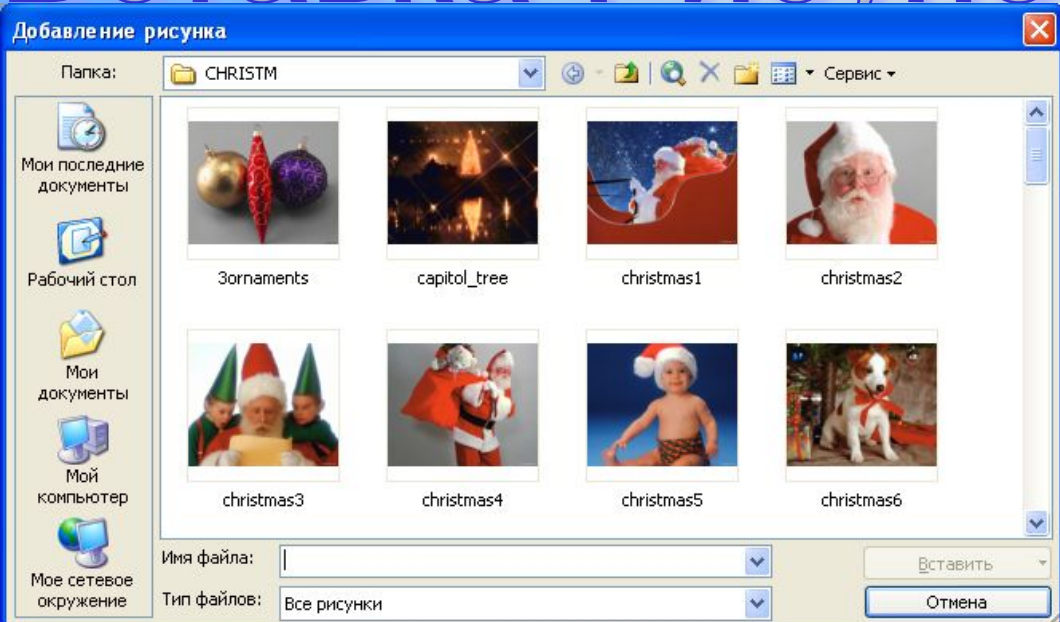 Добавление рисунка
Папка:
CHRISTM
Сервис
Мои последние
документы
Рабочий стол
Мои
документы
Мой
компьютер
Мое сетевое
окружение
3ornaments
capitol_tree
christmas1
christmas2
christmas3
christmas4
christmas5
christmas6
Имя файла:
Вставить
Тип файлов:
Все рисунки
Отмена